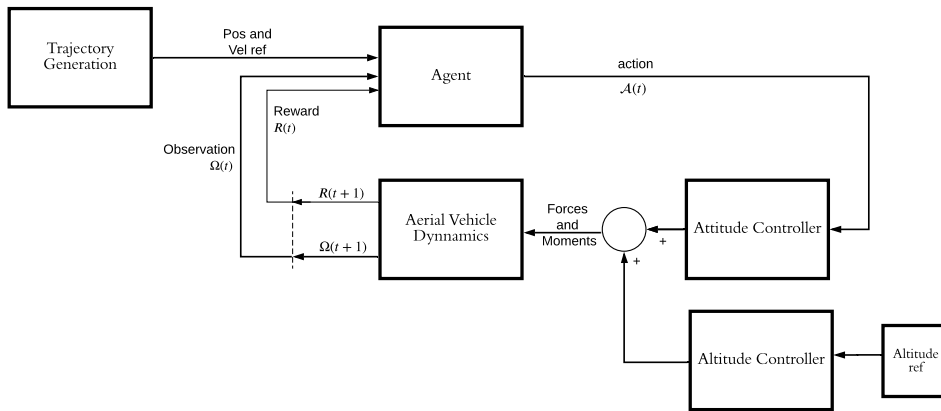 Trajectory
Generation
Pos and
Vel ref
Agent
action
𝒜(t)
Reward
R(t)
Observation
Ω(t)
R(t + 1)
Ω(t + 1)
Aerial Vehicle
Dynnamics
Forces
and
Moments
+
+
Attitude Controller
Altitude Controller
Altitude
ref